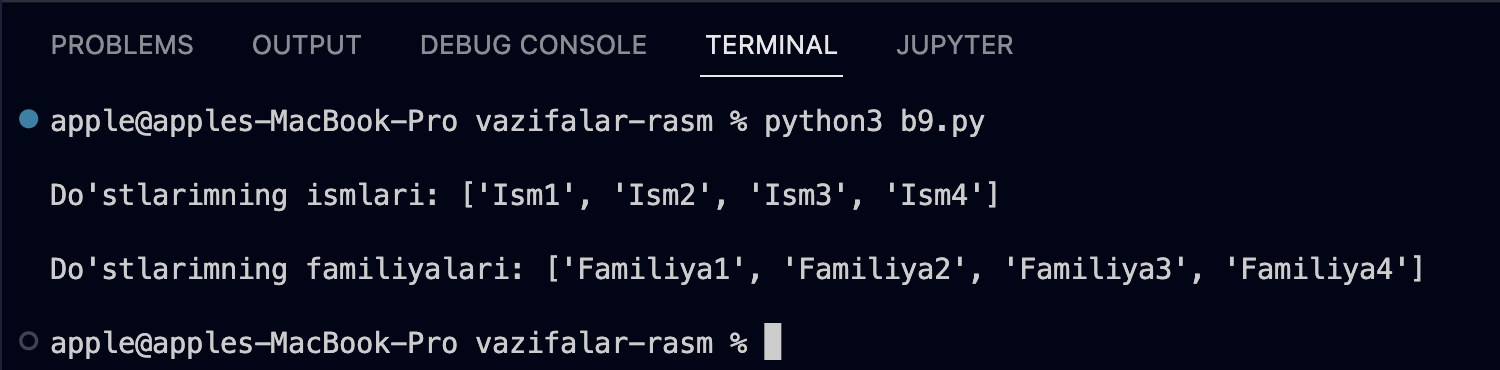 PROBLEMS OUTPUT DEBUG CONSOLE TERMINAL JUPYTER
apple@apples-MacBook-Pro vazifalar-rasm % python3 b9.py
Do'stlarimning ismlari: ['Ism1', 'Ism2', 'Ism3', 'Ism4']
Do'stlarimning familiyalari: ['Familiya1', 'Familiya2', 'Familiya3', 'Familiya4']
apple@apples-MacBook-Pro vazifalar-rasm %